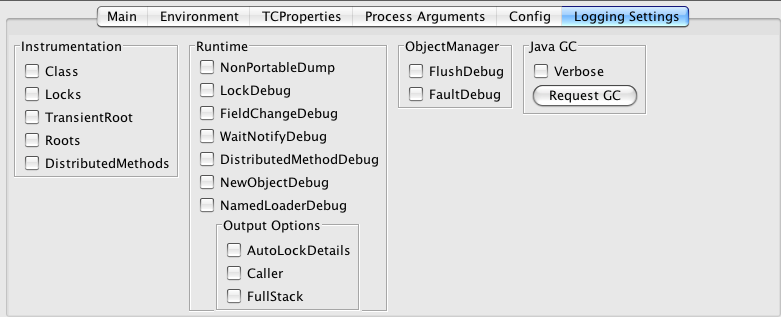 Main
Environment
TCProperties
Process Arguments
Config
Logging Settings
Instrumentation
Class
Locks
TransientRoot
Roots
DistributedMethods
Runtime
NonPortableDump
LockDebug
FieldChangeDebug
WaitNotifyDebug
DistributedMethodDebug
NewObjectDebug
NamedLoaderDebug
Output Options
AutoLockDetails
Caller
FullStack
ObjectManager
FlushDebug
FaultDebug
Java GC
Verbose
Request GC